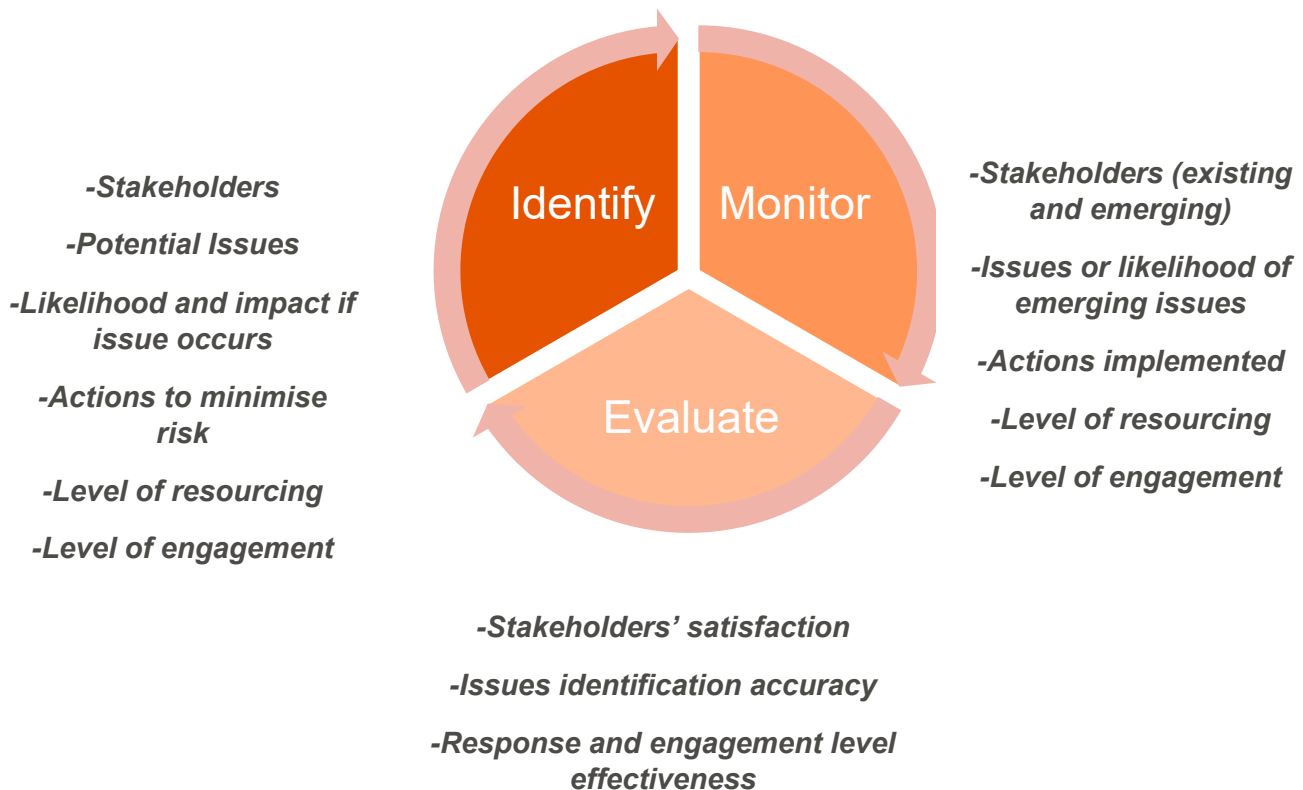 Identify
Monitor
Evaluate
-Stakeholders
-Potential Issues
-Likelihood and impact if
issue occurs
-Actions to minimise
risk
-Level of resourcing
-Level of engagement
-Stakeholders (existing
and emerging)
-Issues or likelihood of
emerging issues
-Actions implemented
-Level of resourcing
-Level of engagement
-Stakeholders’ satisfaction
-Issues identification accuracy
-Response and engagement level
effectiveness